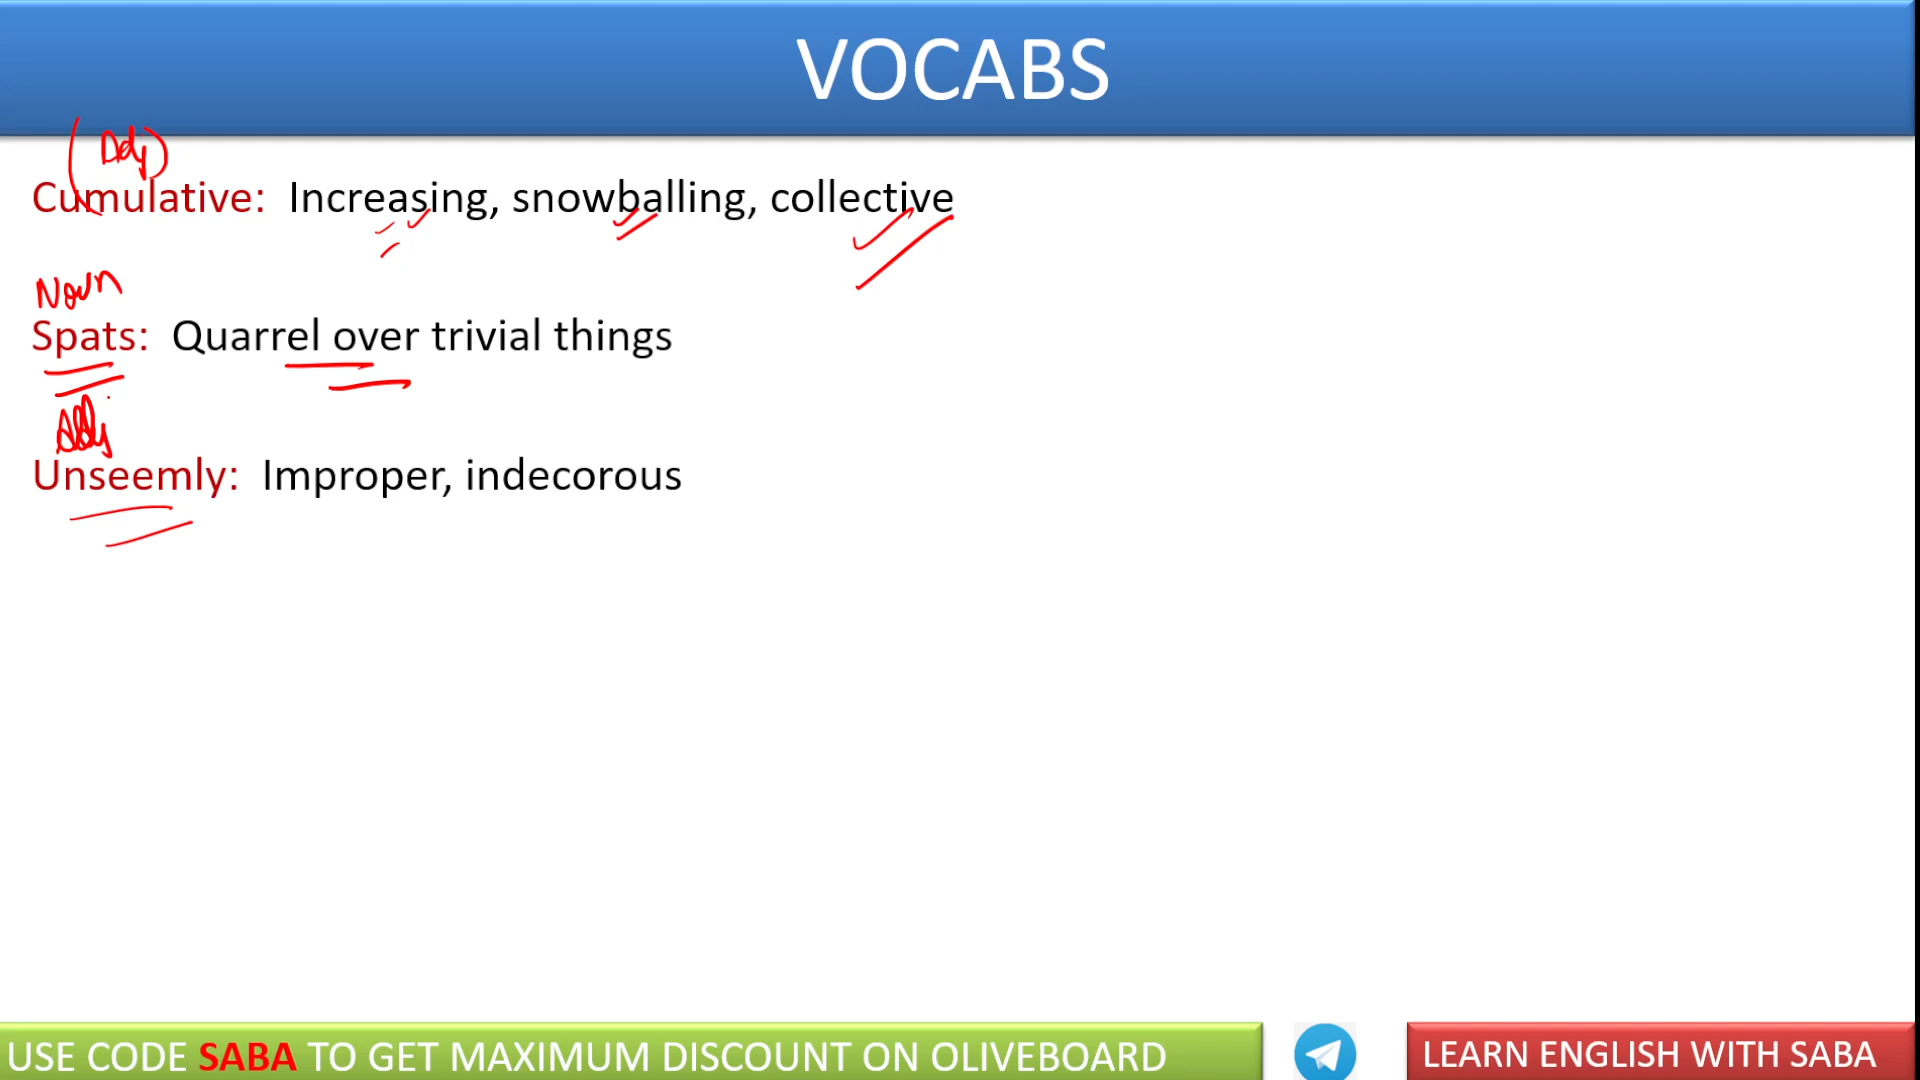 VOCABS
(Adj)
Cumulative: Increasing, snowballing, collective
Noun
Spats: Quarrel over trivial things
Adj
Unseemly: Improper, indecorous
USE CODE SABA TO GET MAXIMUM DISCOUNT ON OLIVEBOARD
LEARN ENGLISH WITH SABA